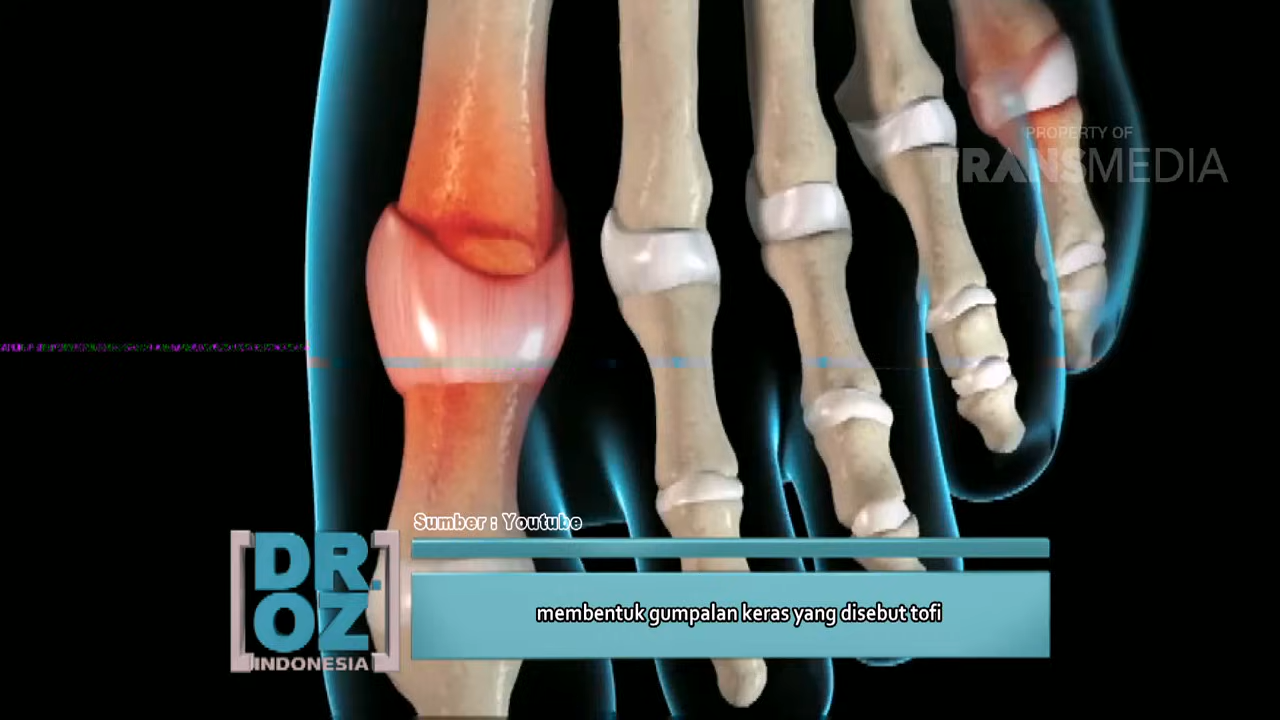 PROPERTY OF
TRANSMEDIA
Sumber : Youtube
DR.
OZ
INDONESIA
membentuk gumpalan keras yang disebut tofi